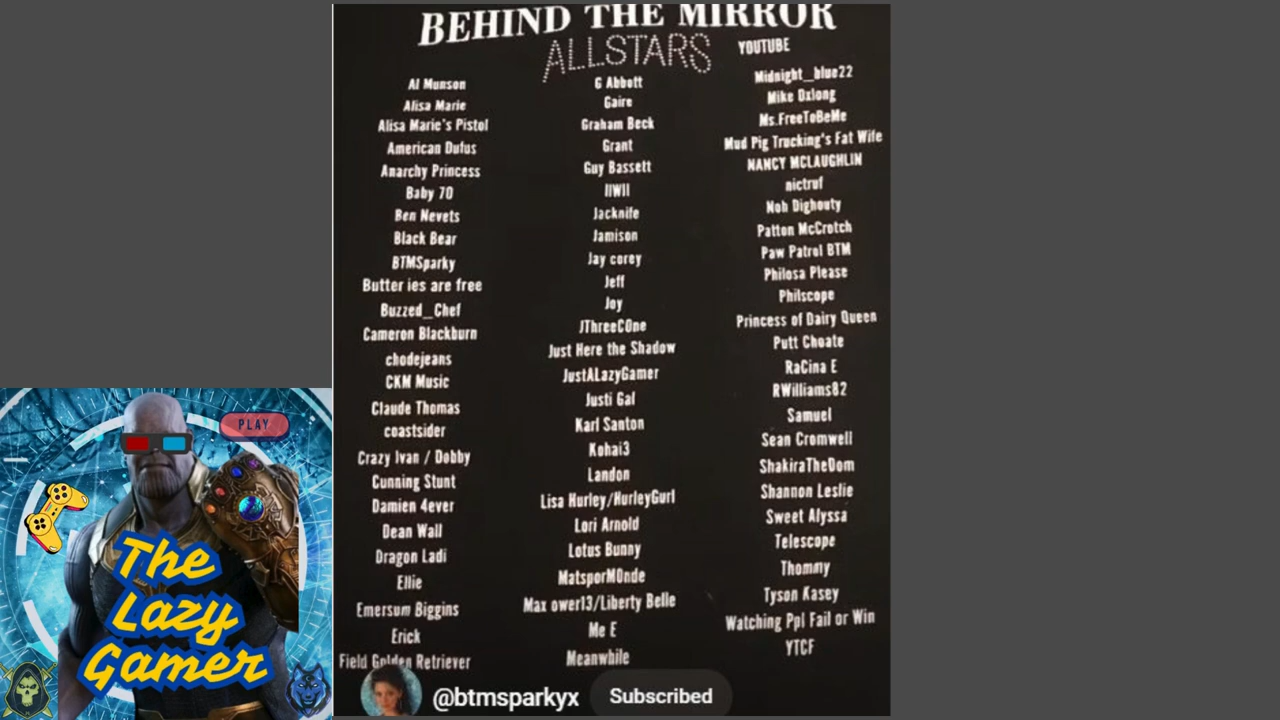 BEHIND THE MIRROR
ALLSTARS
YOUTUBE
Al Munson
Alisa Marie
Alisa Marie's Pistol
American Dufus
Anarchy Princess
Baby 70
Ben Nevets
Black Bear
BTMSparky
Butter ies are free
Buzzed_Chef
Cameron Blackburn
chodejeans
CKM Music
Claude Thomas
coastsider
Crazy Ivan / Dobby
Cunning Stunt
Damien 4ever
Dean Wall
Dragon Ladi
Ellie
Emersum Biggins
Erick
Field Golden Retriever
G Abbott
Gaire
Graham Beck
Grant
Guy Bassett
IIWII
Jacknife
Jamison
Jay corey
Jeff
Joy
JThreeC0ne
Just Here the Shadow
JustALazyGamer
Justi Gal
Karl Santon
Kohai3
Landon
Lisa Hurley/HurleyGurl
Lori Arnold
Lotus Bunny
MatsporM0nde
Max ower13/Liberty Belle
Me E
Meanwhile
Midnight_blue22
Mike Oxlong
Ms.FreeToBeMe
Mud Pig Trucking's Fat Wife
NANCY MCLAUGHLIN
nictruf
Noh Dighouty
Patton McCrotch
Paw Patrol BTM
Philosa Please
Philscope
Princess of Dairy Queen
Putt Choate
RaCina E
RWilliams82
Samuel
Sean Cromwell
ShakiraTheDom
Shannon Leslie
Sweet Alyssa
Telescope
Thommy
Tyson Kasey
Watching Ppl Fail or Win
YTCF
@btmsparkyx
Subscribed
PLAY
The
Lazy
Gamer